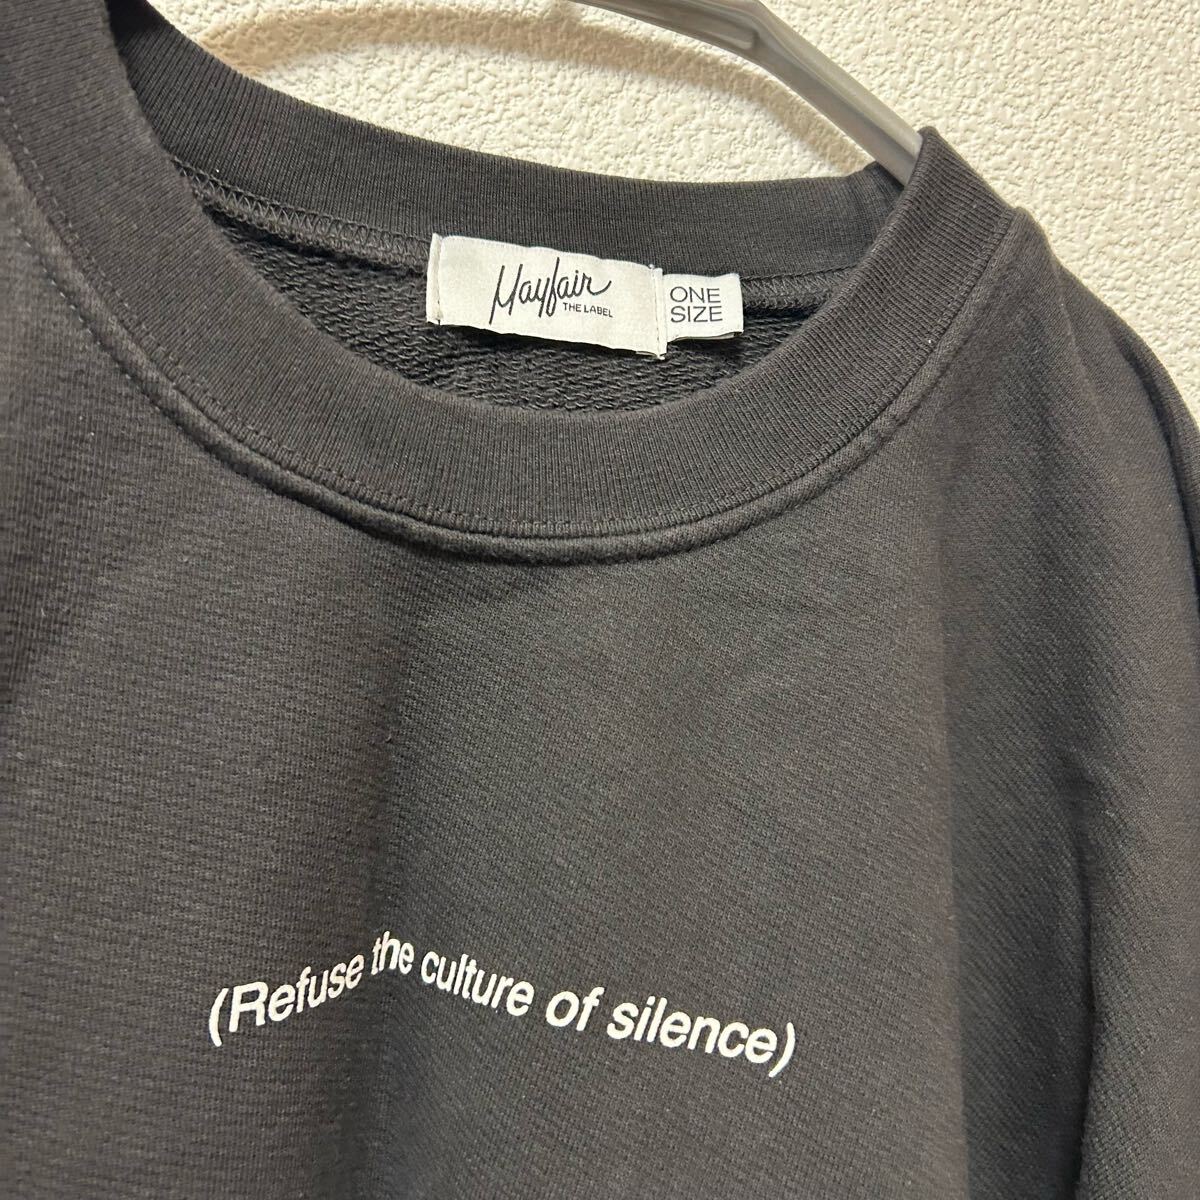 Mayfair
THE LABEL
ONE
SIZE
(Refuse the culture of silence)